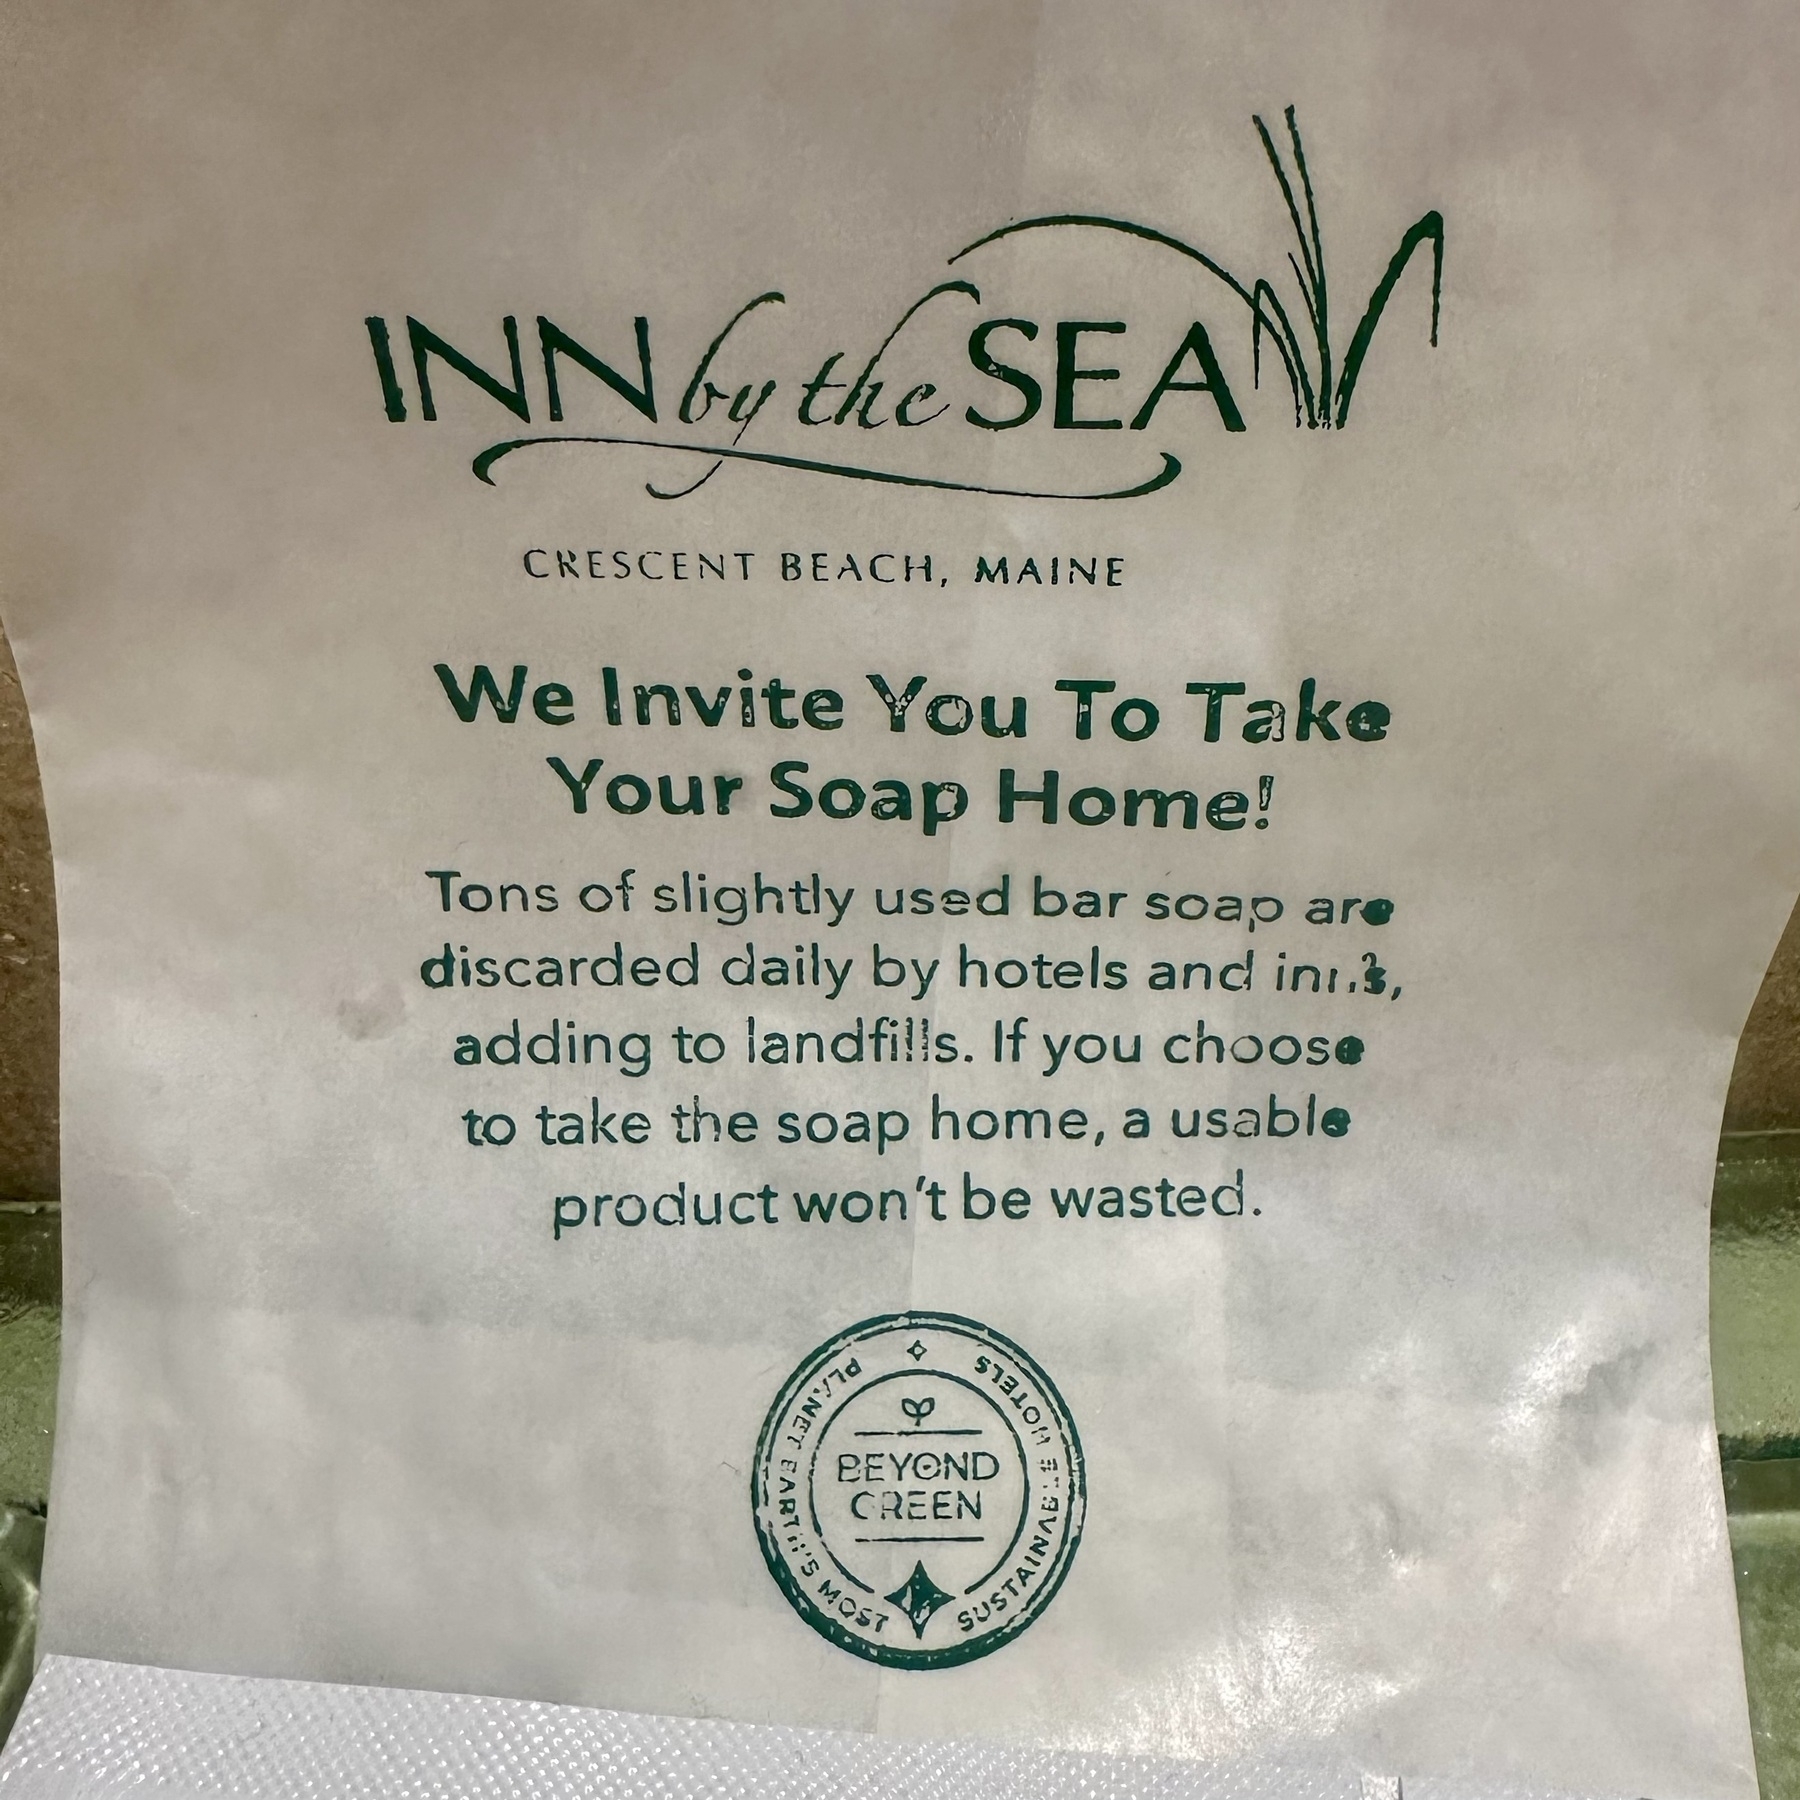 INN by the SEA
CRESCENT BEACH, MAINE
We Invite You To Take
Your Soap Home!
Tons of slightly used bar soap are
discarded daily by hotels and inns,
adding to landfills. If you choose
to take the soap home, a usable
product won't be wasted.
PLANET EARTH'S MOST SUSTAINABLE HOTELS
BEYOND
GREEN